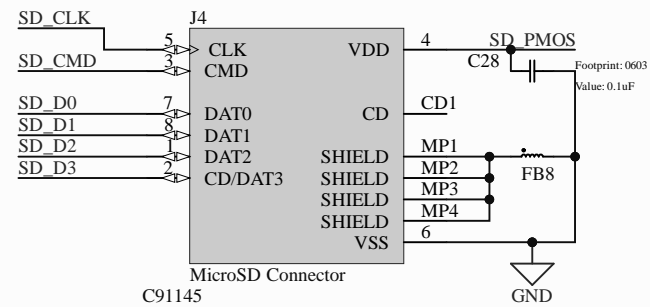 SD_CLK
J4
5
CLK
VDD
4
SD_PMOS
SD_CMD
3
CMD
C28
Footprint: 0603
Value: 0.1uF
SD_D0
7
DAT0
CD
CD1
SD_D1
8
DAT1
SD_D2
1
DAT2
SHIELD
MP1
SD_D3
2
CD/DAT3
SHIELD
MP2
FB8
SHIELD
MP3
SHIELD
MP4
VSS
6
MicroSD Connector
C91145
GND